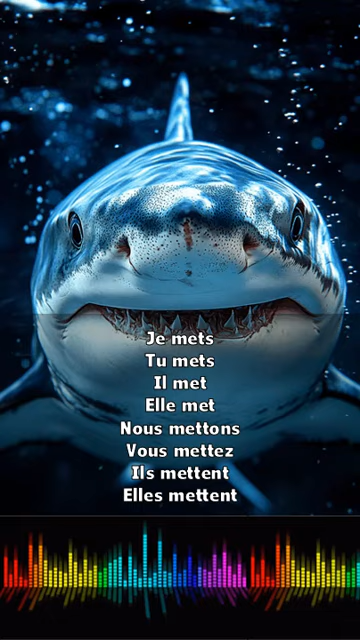 Je mets
Tu mets
Il met
Elle met
Nous mettons
Vous mettez
Ils mettent
Elles mettent